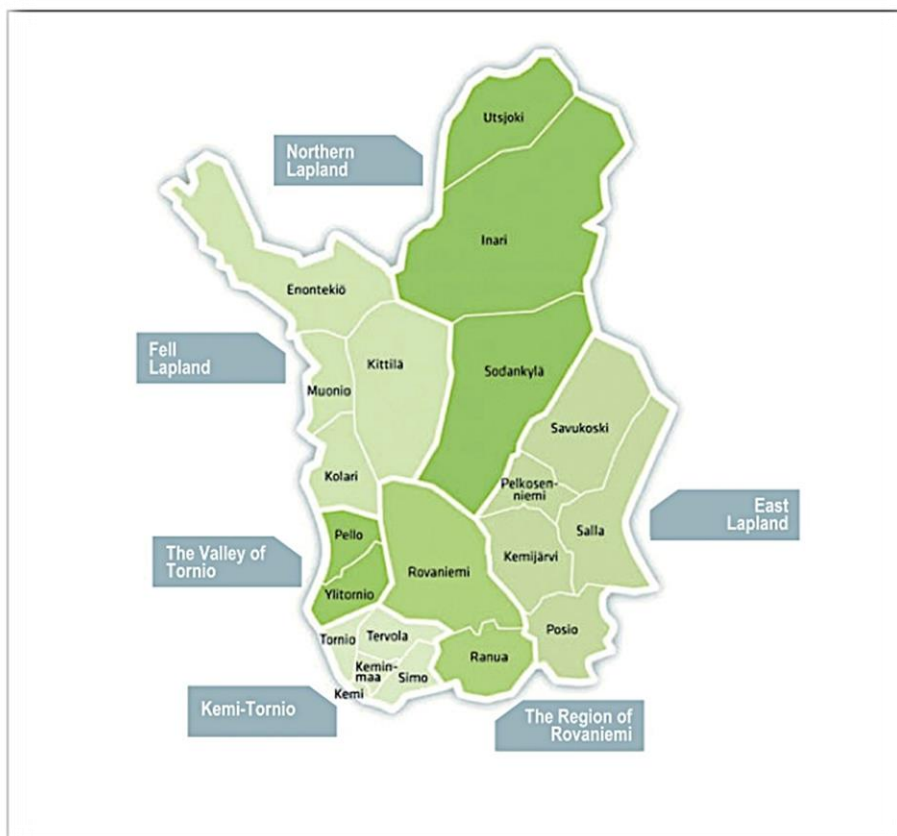 Utsjoki
Northern
Lapland
Inari
Enontekiö
Fell
Lapland
Kittilä
Sodankylä
Muonio
Savukoski
Kolari
Pelkosen-
niemi
East
Lapland
Salla
Pello
The Valley of
Tornio
Kemijärvi
Rovaniemi
Ylitornio
Posio
Tornio
Tervola
Ranua
Kemin-
maa
Simo
Kemi
Kemi-Tornio
The Region of
Rovaniemi